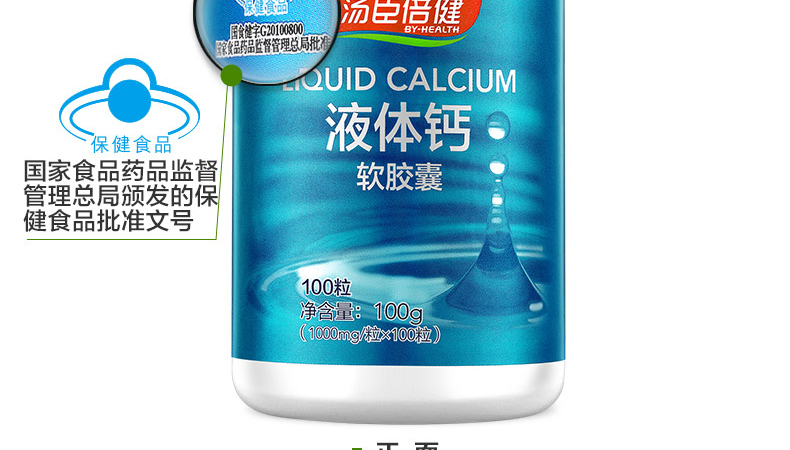 保健食品
国食健字G20100800
国家食品药品监督管理总局批准
汤臣倍健
BY-HEALTH
LIQUID CALCIUM
液体钙
软胶囊
保健食品
国家食品药品监督
管理总局颁发的保
健食品批准文号
100粒
净含量：100g
（1000mg/粒×100粒）
正面